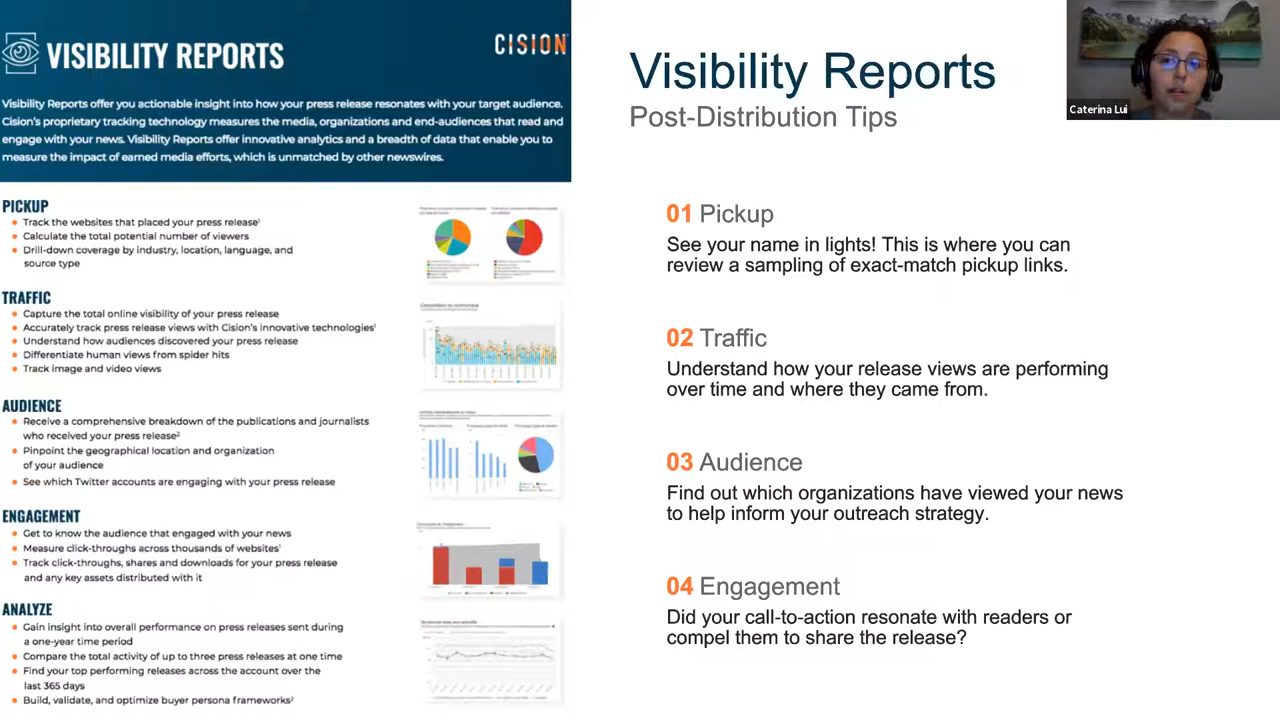 VISIBILITY REPORTS
CISION
Visibility Reports offer you actionable insight into how your press release resonates with your target audience.
Cision's proprietary tracking technology measures the media, organizations and end-audiences that read and
engage with your news. Visibility Reports offer innovative analytics and a breadth of data that enable you to
measure the impact of earned media efforts, which is unmatched by other newswires.
PICKUP
Track the websites that placed your press release¹
Calculate the total potential number of viewers
Drill-down coverage by industry, location, language, and
source type
TRAFFIC
Capture the total online visibility of your press release
Accurately track press release views with Cision's innovative technologies¹
Understand how audiences discovered your press release
Differentiate human views from spider hits
Track image and video views
AUDIENCE
Receive a comprehensive breakdown of the publications and journalists
who received your press release²
Pinpoint the geographical location and organization
of your audience
See which Twitter accounts are engaging with your press release
ENGAGEMENT
Get to know the audience that engaged with your news
Measure click-throughs across thousands of websites¹
Track click-throughs, shares and downloads for your press release
and any key assets distributed with it
ANALYZE
Gain insight into overall performance on press releases sent during
a one-year time period
Compare the total activity of up to three press releases at one time
Find your top performing releases across the account over the
last 365 days
Build, validate, and optimize buyer persona frameworks²
Visibility Reports
Post-Distribution Tips
01 Pickup
See your name in lights! This is where you can
review a sampling of exact-match pickup links.
02 Traffic
Understand how your release views are performing
over time and where they came from.
03 Audience
Find out which organizations have viewed your news
to help inform your outreach strategy.
04 Engagement
Did your call-to-action resonate with readers or
compel them to share the release?
Caterina Lui